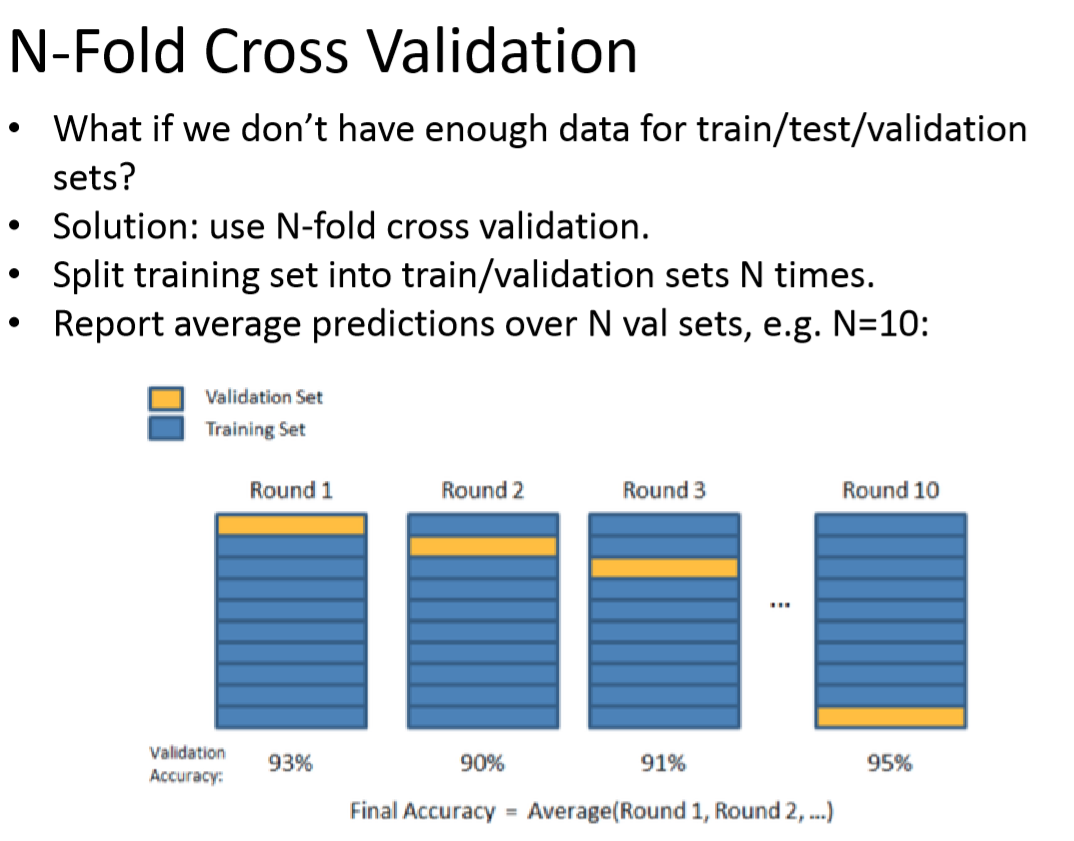 N-Fold Cross Validation
• What if we don’t have enough data for train/test/validation
sets?
• Solution: use N-fold cross validation.
• Split training set into train/validation sets N times.
• Report average predictions over N val sets, e.g. N=10:
Validation Set
Training Set
Round 1 Round 2 Round 3 Round 10
...
Validation
Accuracy: 93% 90% 91% 95%
Final Accuracy = Average(Round 1, Round 2, ...)